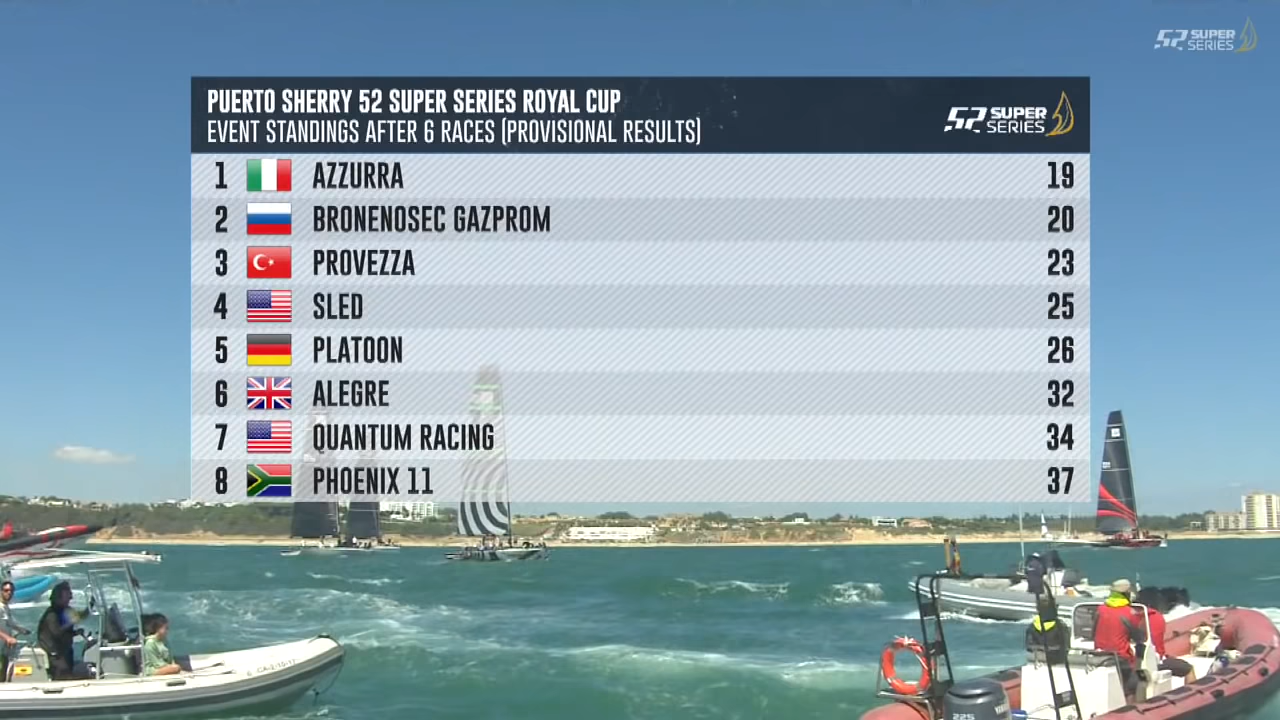 52 SUPER SERIES
PUERTO SHERRY 52 SUPER SERIES ROYAL CUP
EVENT STANDINGS AFTER 6 RACES (PROVISIONAL RESULTS)
52 SUPER SERIES
1 AZZURRA 19
2 BRONENOSEC GAZPROM 20
3 PROVEZZA 23
4 SLED 25
5 PLATOON 26
6 ALEGRE 32
7 QUANTUM RACING 34
8 PHOENIX 11 37
225